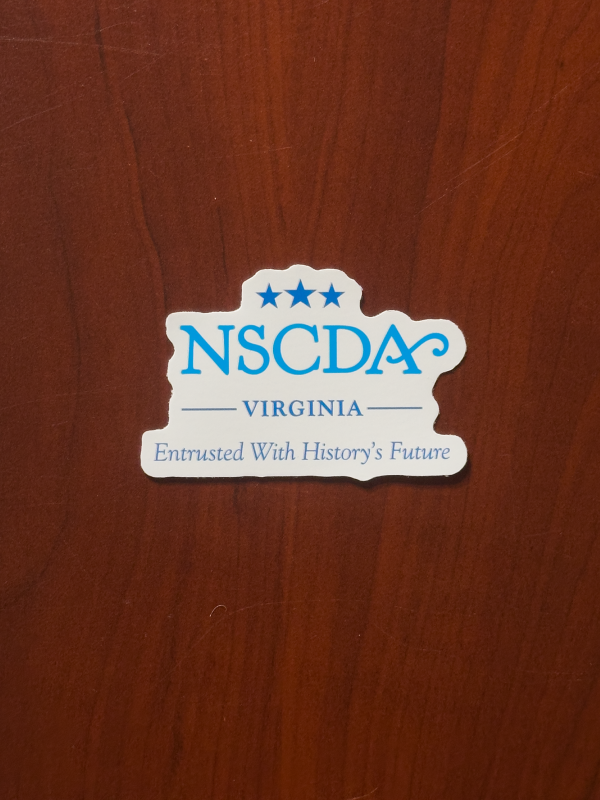 NSCDA
VIRGINIA
Entrusted With History's Future